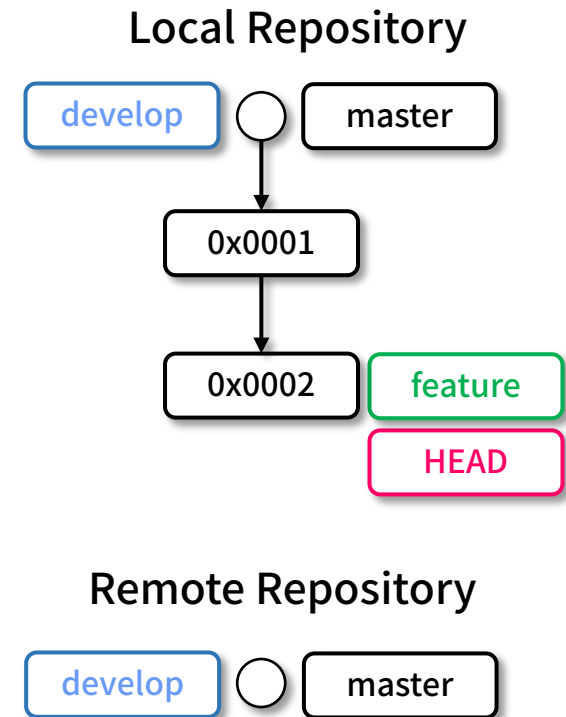 Local Repository
develop
master
0x0001
0x0002
feature
HEAD
Remote Repository
develop
master